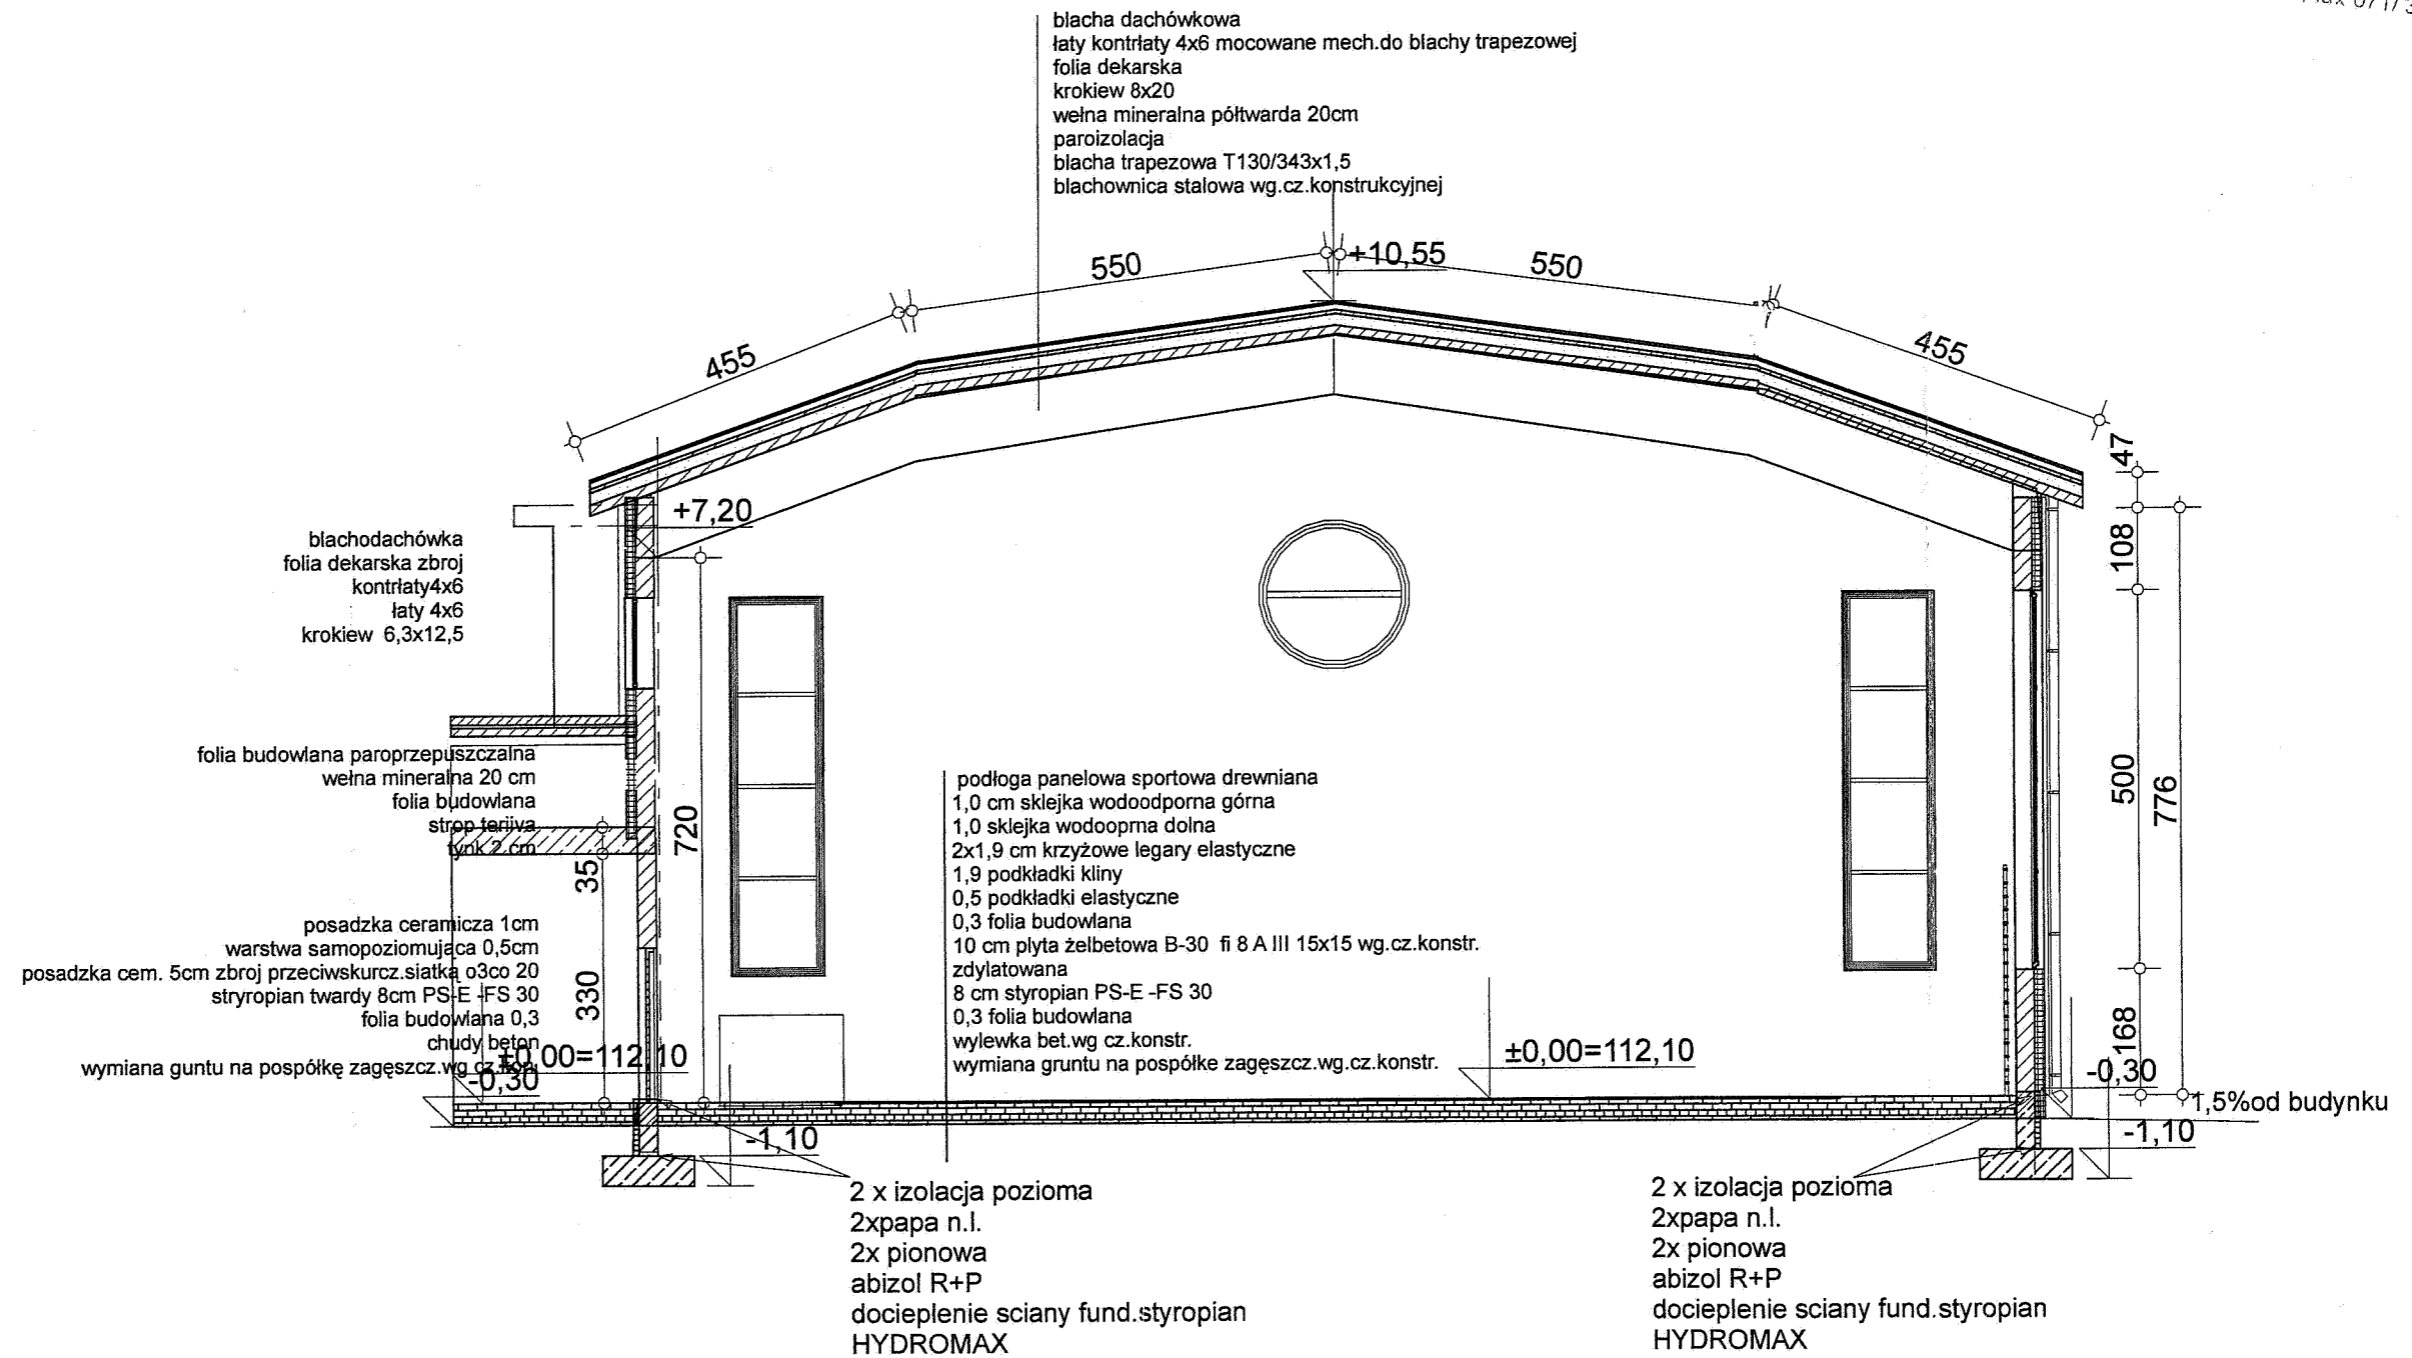 blacha dachówkowa
łaty kontrłaty 4x6 mocowane mech.do blachy trapezowej
folia dekarska
krokiew 8x20
wełna mineralna półtwarda 20cm
paroizolacja
blacha trapezowa T130/343x1,5
blachownica stalowa wg.cz.konstrukcyjnej
+10,55
550
550
455
455
47
+7,20
108
blachodachówka
folia dekarska zbroj
kontrłaty4x6
łaty 4x6
krokiew 6,3x12,5
folia budowlana paroprzepuszczalna
wełna mineralna 20 cm
folia budowlana
strop teriiva
tynk 2 cm
720
35
330
500
776
168
podłoga panelowa sportowa drewniana
1,0 cm sklejka wodoodporna górna
1,0 sklejka wodooprna dolna
2x1,9 cm krzyżowe legary elastyczne
1,9 podkładki kliny
0,5 podkładki elastyczne
0,3 folia budowlana
10 cm plyta żelbetowa B-30 fi 8 A III 15x15 wg.cz.konstr.
zdylatowana
8 cm styropian PS-E -FS 30
0,3 folia budowlana
wylewka bet.wg cz.konstr.
wymiana gruntu na pospółke zagęszcz.wg.cz.konstr.
posadzka ceramicza 1cm
warstwa samopoziomująca 0,5cm
posadzka cem. 5cm zbroj przeciwskurcz.siatką o3co 20
stryropian twardy 8cm PS-E -FS 30
folia budowlana 0,3
chudy beton
wymiana guntu na pospółkę zagęszcz.wg cz.kon.
±0,00=112,10
-0,30
±0,00=112,10
-0,30
1,5%od budynku
-1,10
-1,10
2 x izolacja pozioma
2xpapa n.l.
2x pionowa
abizol R+P
docieplenie sciany fund.styropian
HYDROMAX
2 x izolacja pozioma
2xpapa n.l.
2x pionowa
abizol R+P
docieplenie sciany fund.styropian
HYDROMAX